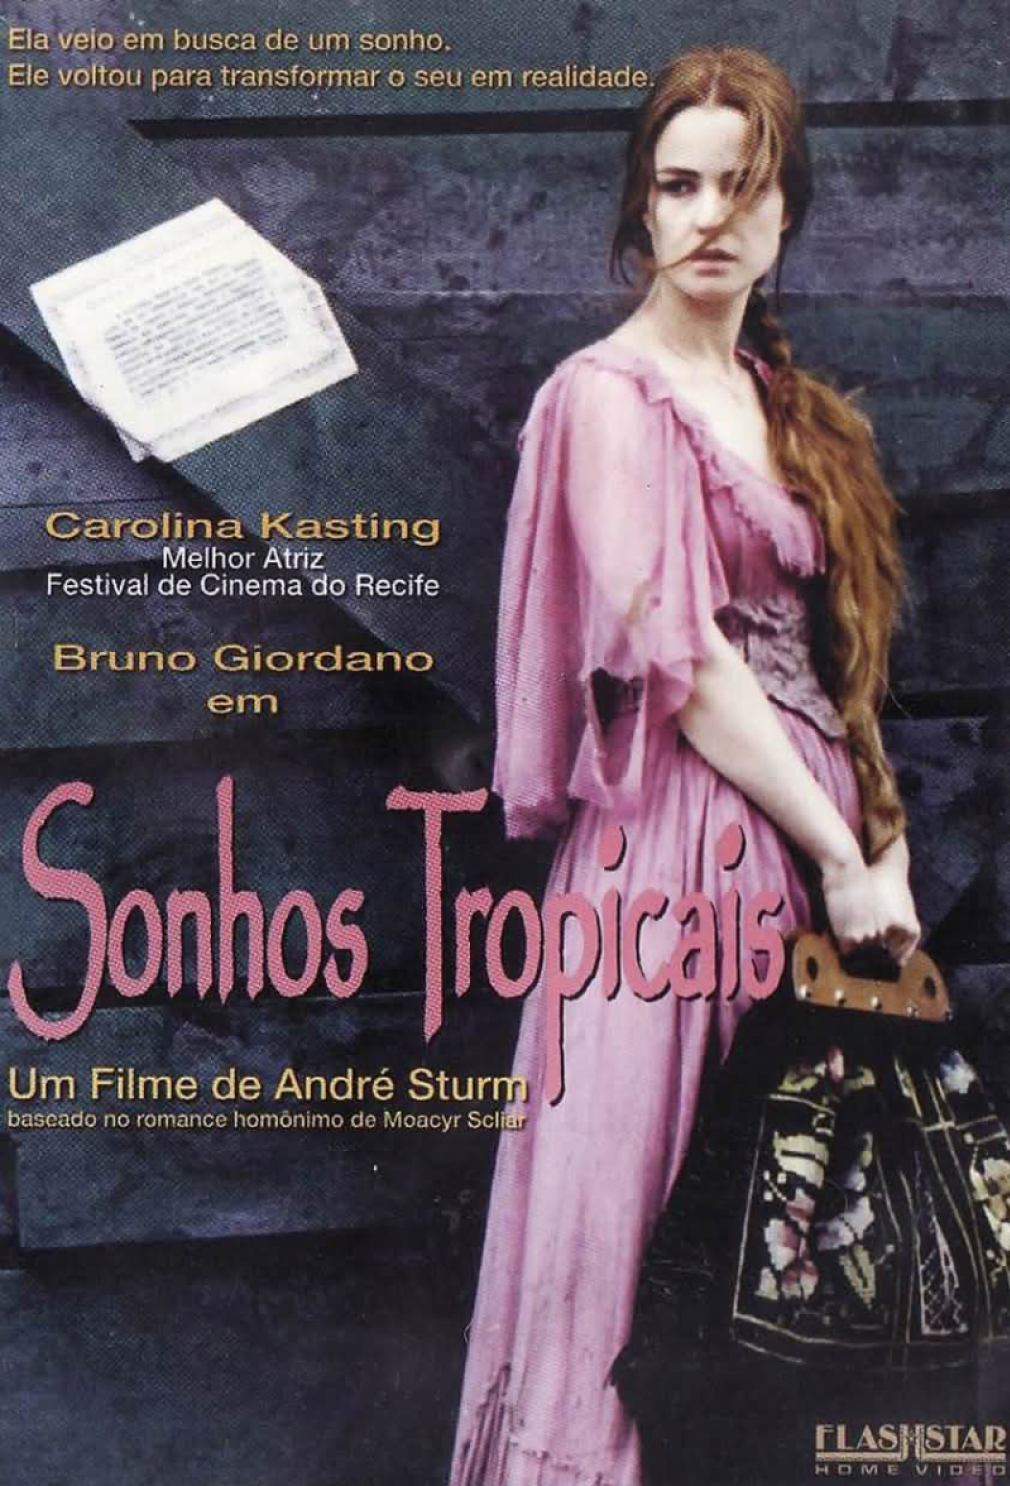 Ela veio em busca de um sonho.
Ele voltou para transformar o seu em realidade.
Carolina Kasting
Melhor Atriz
Festival de Cinema do Recife
Bruno Giordano
em
Sonhos Tropicais
Um Filme de André Sturm
baseado no romance homônimo de Moacyr Scliar
FLASHSTAR
HOME VIDEO